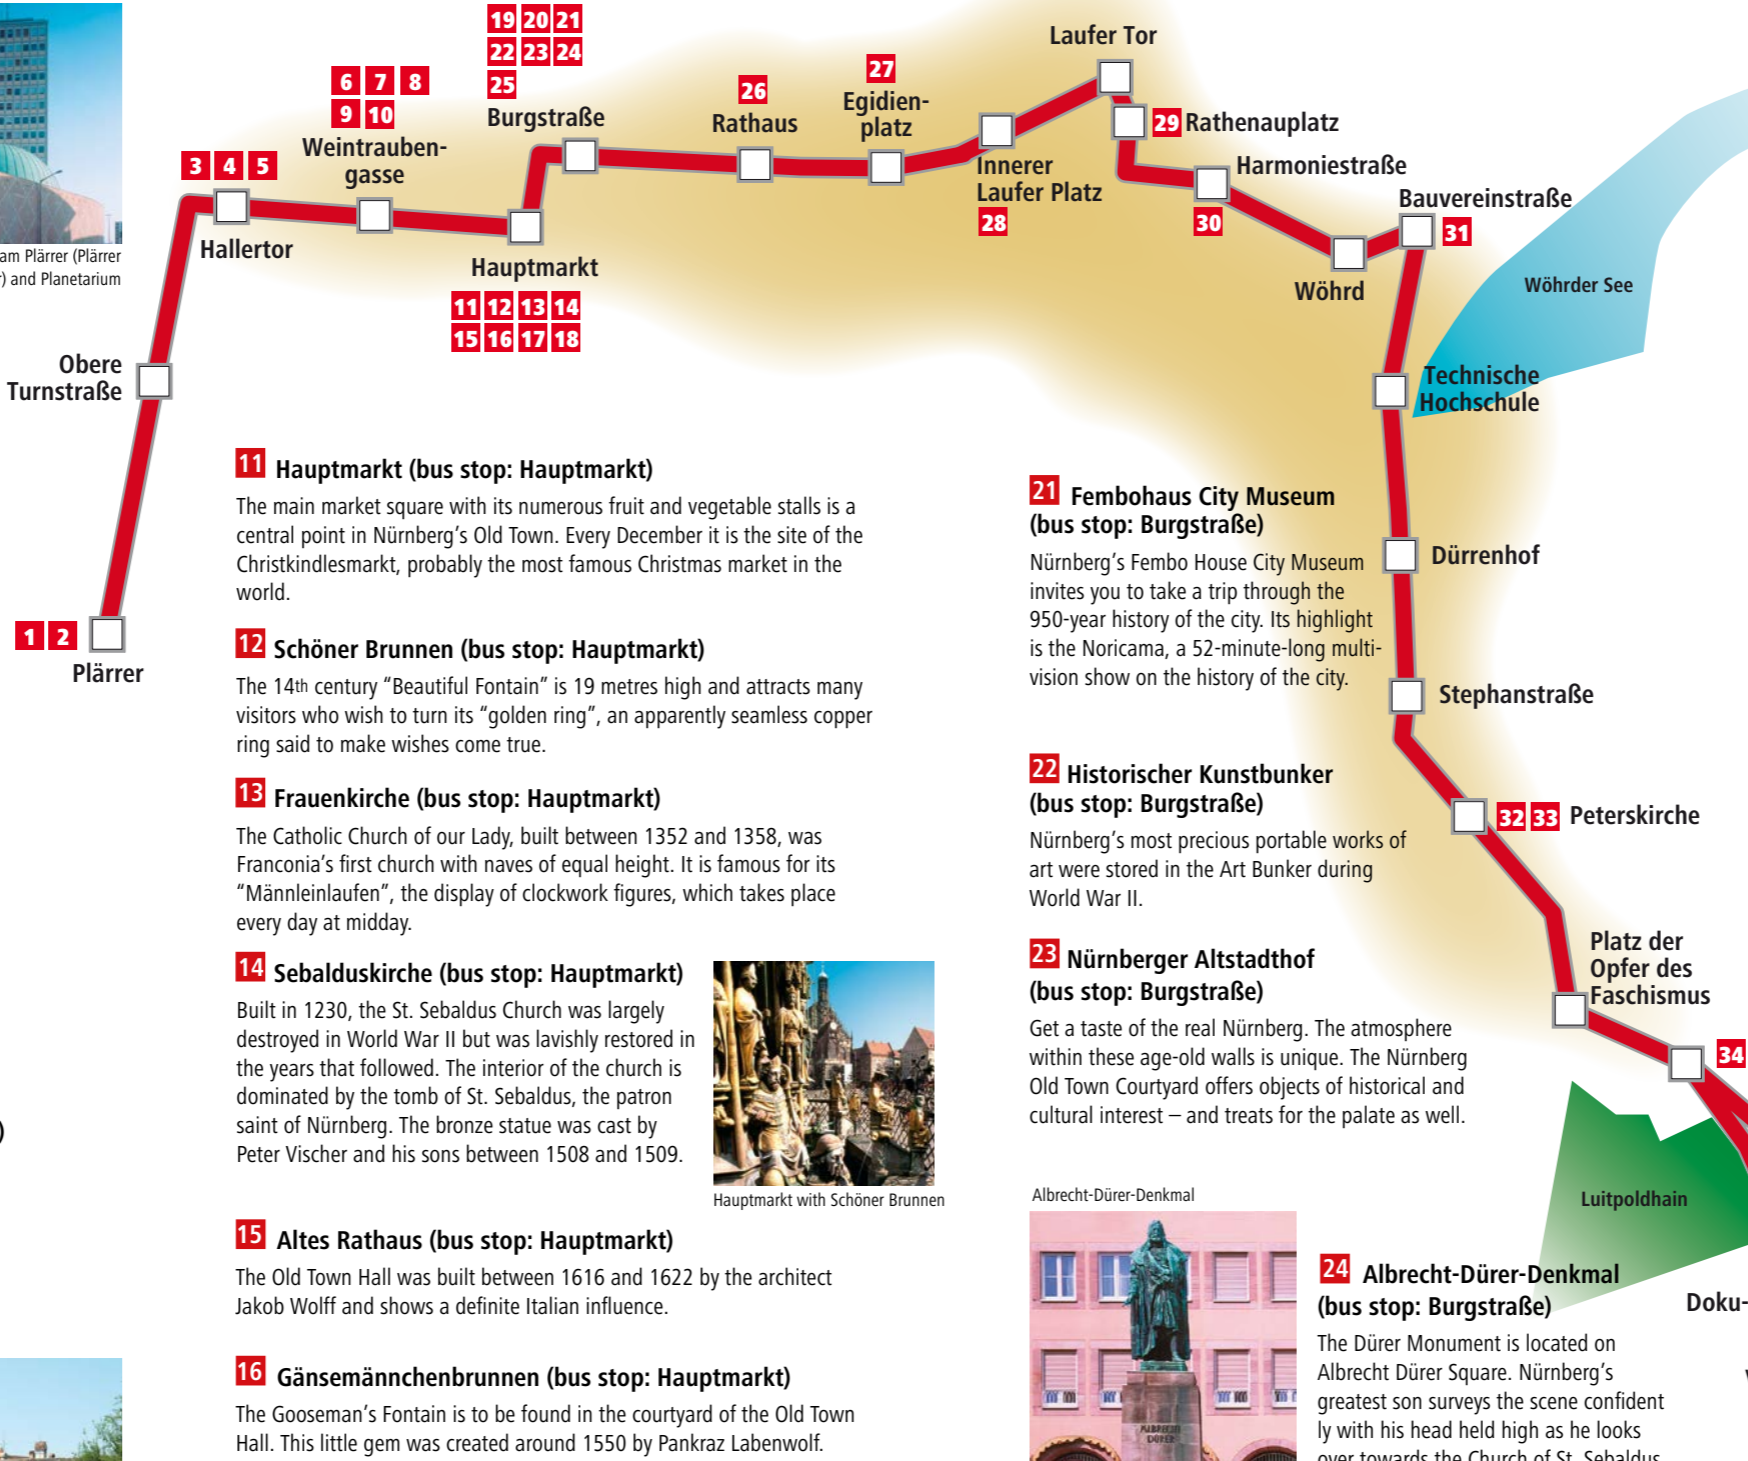 19 20 21
22 23 24
25
Burgstraße
6 7 8
9 10
Weintrauben-
gasse
3 4 5
Hallertor
26
Rathaus
27
Egidien-
platz
Laufer Tor
29 Rathenauplatz
Innerer
Laufer Platz
28
Harmoniestraße
30
Bauvereinstraße
31
Wöhrd
Wöhrder See
Hauptmarkt
11 12 13 14
15 16 17 18
am Plärrer (Plärrer
) and Planetarium
Obere
Turnstraße
1 2
Plärrer
Technische
Hochschule
Dürrenhof
Stephanstraße
32 33 Peterskirche
Platz der
Opfer des
Faschismus
34
Luitpoldhain
Doku-
11 Hauptmarkt (bus stop: Hauptmarkt)
The main market square with its numerous fruit and vegetable stalls is a
central point in Nürnberg’s Old Town. Every December it is the site of the
Christkindlesmarkt, probably the most famous Christmas market in the
world.
12 Schöner Brunnen (bus stop: Hauptmarkt)
The 14th century “Beautiful Fontain” is 19 metres high and attracts many
visitors who wish to turn its “golden ring”, an apparently seamless copper
ring said to make wishes come true.
13 Frauenkirche (bus stop: Hauptmarkt)
The Catholic Church of our Lady, built between 1352 and 1358, was
Franconia’s first church with naves of equal height. It is famous for its
“Männleinlaufen”, the display of clockwork figures, which takes place
every day at midday.
14 Sebalduskirche (bus stop: Hauptmarkt)
Built in 1230, the St. Sebaldus Church was largely
destroyed in World War II but was lavishly restored in
the years that followed. The interior of the church is
dominated by the tomb of St. Sebaldus, the patron
saint of Nürnberg. The bronze statue was cast by
Peter Vischer and his sons between 1508 and 1509.
)
Hauptmarkt with Schöner Brunnen
15 Altes Rathaus (bus stop: Hauptmarkt)
The Old Town Hall was built between 1616 and 1622 by the architect
Jakob Wolff and shows a definite Italian influence.
16 Gänsemännchenbrunnen (bus stop: Hauptmarkt)
The Gooseman’s Fontain is to be found in the courtyard of the Old Town
Hall. This little gem was created around 1550 by Pankraz Labenwolf.
21 Fembohaus City Museum
(bus stop: Burgstraße)
Nürnberg’s Fembo House City Museum
invites you to take a trip through the
950-year history of the city. Its highlight
is the Noricama, a 52-minute-long multi-
vision show on the history of the city.
22 Historischer Kunstbunker
(bus stop: Burgstraße)
Nürnberg’s most precious portable works of
art were stored in the Art Bunker during
World War II.
23 Nürnberger Altstadthof
(bus stop: Burgstraße)
Get a taste of the real Nürnberg. The atmosphere
within these age-old walls is unique. The Nürnberg
Old Town Courtyard offers objects of historical and
cultural interest – and treats for the palate as well.
Albrecht-Dürer-Denkmal
ALBRECHT
DÜRER
24 Albrecht-Dürer-Denkmal
(bus stop: Burgstraße)
The Dürer Monument is located on
Albrecht Dürer Square. Nürnberg’s
greatest son surveys the scene confident
ly with his head held high as he looks
over towards the Church of St. Sebaldus